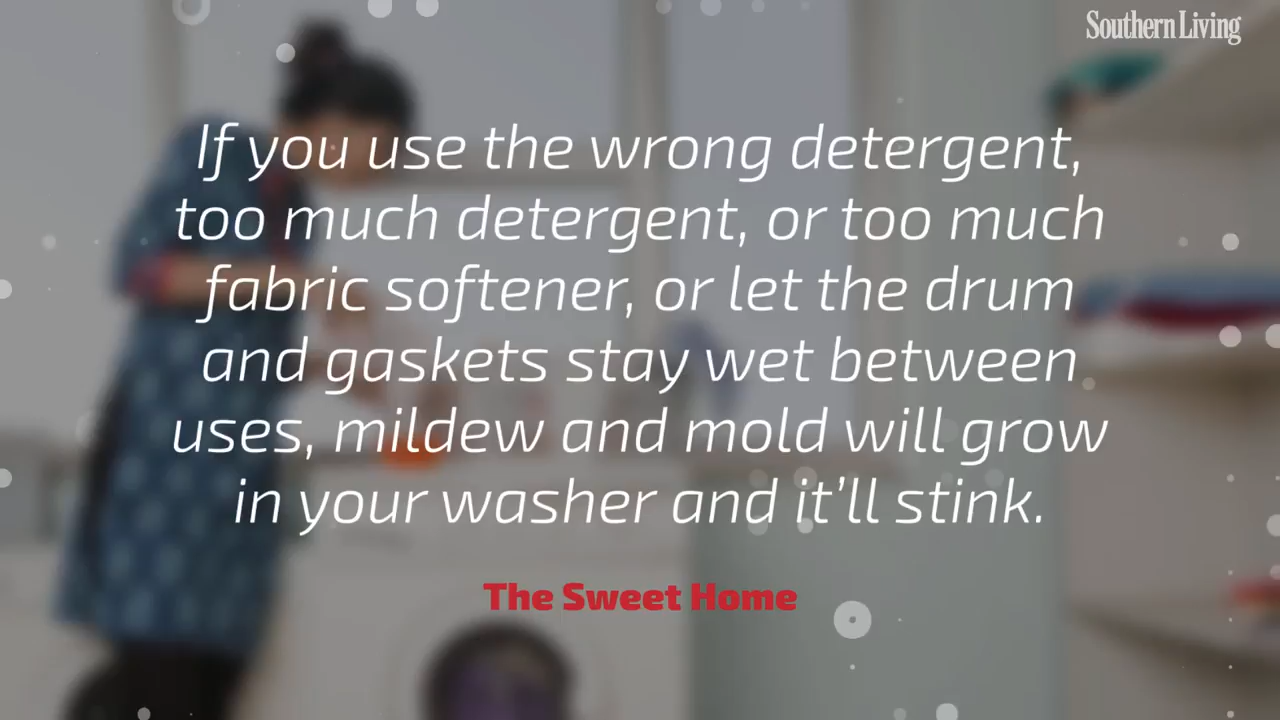 Southern Living
If you use the wrong detergent,
too much detergent, or too much
fabric softener, or let the drum
and gaskets stay wet between
uses, mildew and mold will grow
in your washer and it’ll stink.
The Sweet Home